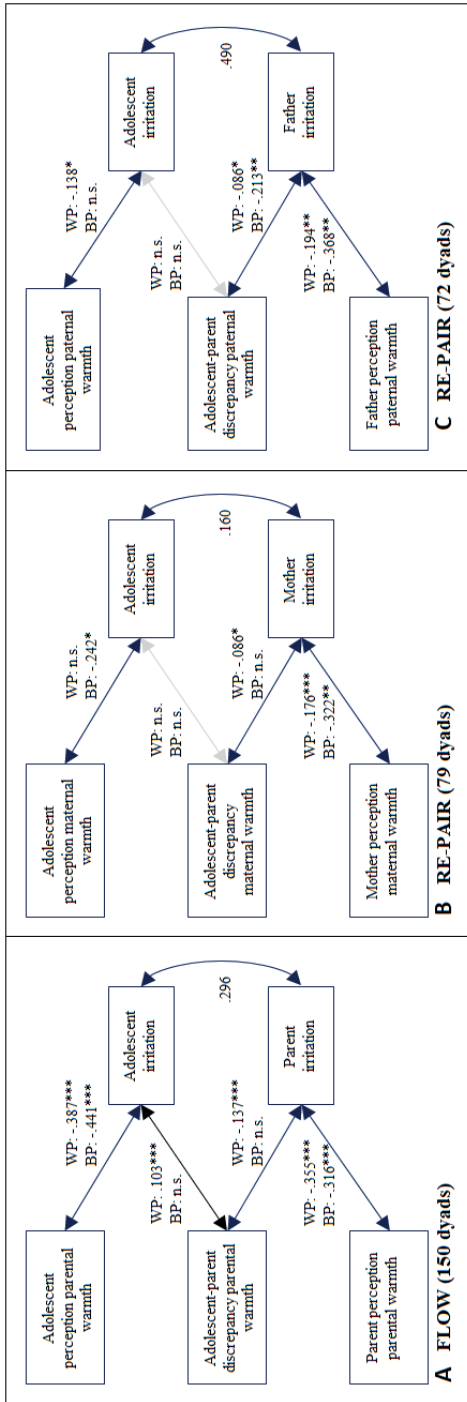 Adolescent
perception parental
warmth
WP: -.387***
BP: -.441***
Adolescent
irritation
WP: .103***
BP: n.s.
.296
Adolescent-parent
discrepancy parental
warmth
WP: -.137***
BP: n.s.
Parent
irritation
WP: -.355***
BP: -.316***
Parent perception
parental warmth
A FLOW (150 dyads)
Adolescent
perception maternal
warmth
WP: n.s.
BP: -.242*
Adolescent
irritation
WP: n.s.
BP: n.s.
.160
Adolescent-parent
discrepancy
maternal warmth
WP: -.086*
BP: n.s.
Mother
irritation
WP: -.176***
BP: -.322**
Mother perception
maternal warmth
B RE-PAIR (79 dyads)
Adolescent
perception paternal
warmth
WP: -.138*
BP: n.s.
Adolescent
irritation
WP: n.s.
BP: n.s.
.490
Adolescent-parent
discrepancy paternal
warmth
WP: -.086*
BP: -.213**
Father
irritation
WP: -.194**
BP: -.368**
Father perception
paternal warmth
C RE-PAIR (72 dyads)